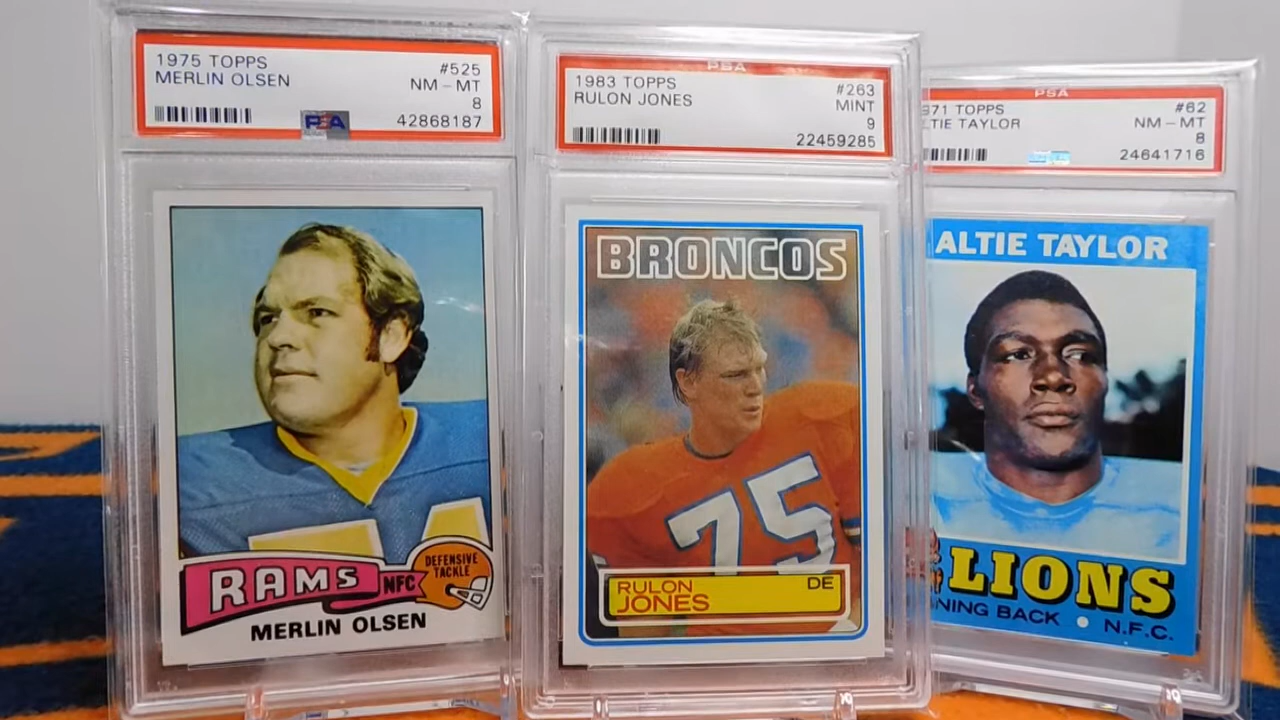 1975 TOPPS
MERLIN OLSEN
#525
NM-MT
8
42868187
PSA
RAMS
NFC
DEFENSIVE
TACKLE
MERLIN OLSEN
PSA
1983 TOPPS
RULON JONES
#263
MINT
9
22459285
BRONCOS
75
RULON
JONES
DE
PSA
971 TOPPS
LTIE TAYLOR
#62
NM-MT
8
24641716
ALTIE TAYLOR
LIONS
NING BACK • N.F.C.